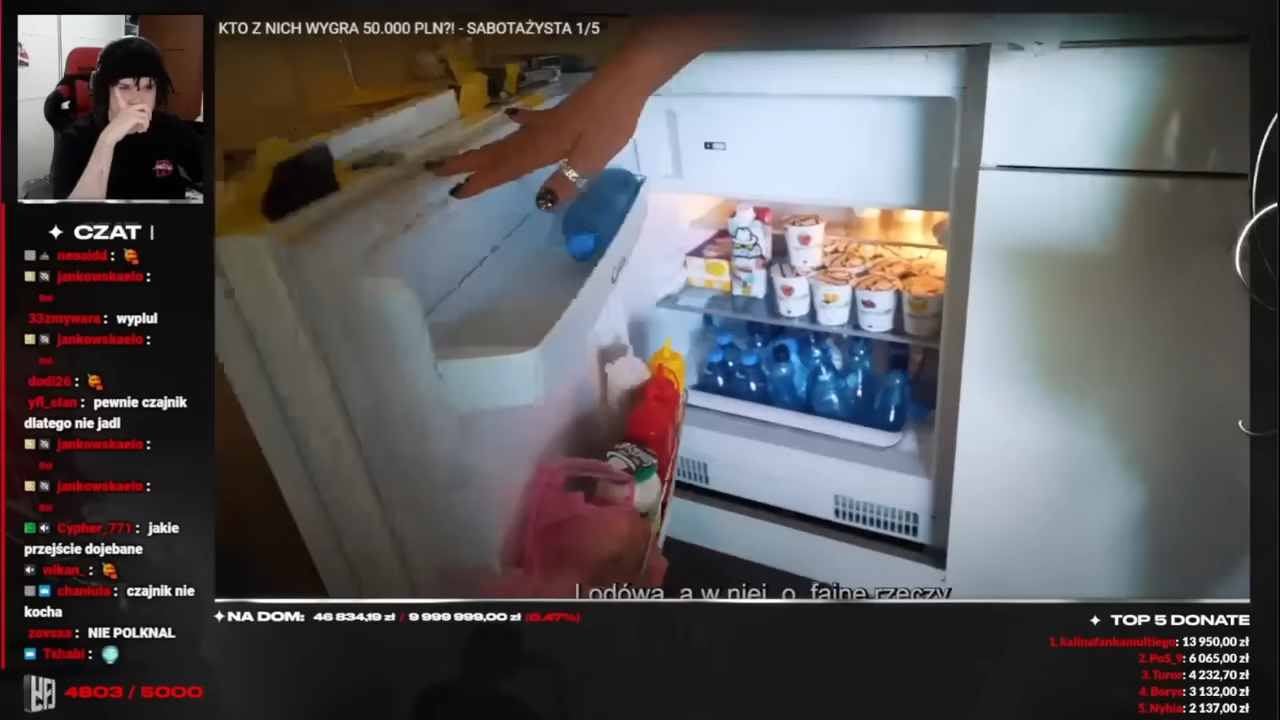 KTO Z NICH WYGRA 50.000 PLN?! - SABOTAŻYSTA 1/5
CZAT
neoaidd :
jankowskaelo :
33zmywara : wyplul
jankowskaelo :
dodi26 :
yfl_stan : pewnie czajnik
dlatego nie jadl
jankowskaelo :
jankowskaelo :
Cypher_771 : jakie
przejście dojebane
wikan_ :
chaniula : czajnik nie
kocha
zovsxa : NIE POLKNAL
Tshabi :
4803 / 5000
Lodówa, a w niej, o, fajne rzeczy
NA DOM: 46 834,19 zł / 9 999 999,00 zł (0.47%)
TOP 5 DONATE
1. kalinafankamultiego: 13 950,00 zł
2. PoS_9: 6 065,00 zł
3. Turor: 4 232,70 zł
4. Borys: 3 132,00 zł
5. Nyhia: 2 137,00 zł